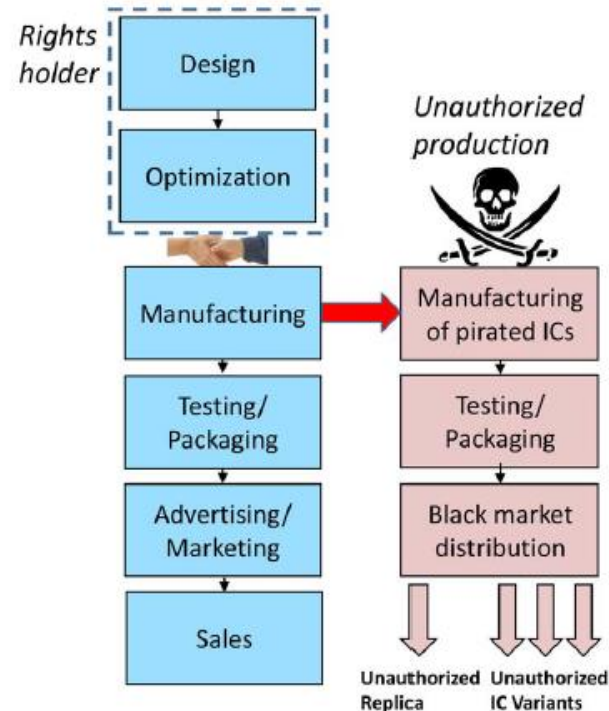 Rights
holder
Design
Optimization
Manufacturing
Testing/
Packaging
Advertising/
Marketing
Sales
Unauthorized
production
Manufacturing
of pirated ICs
Testing/
Packaging
Black market
distribution
Unauthorized
Replica
Unauthorized
IC Variants